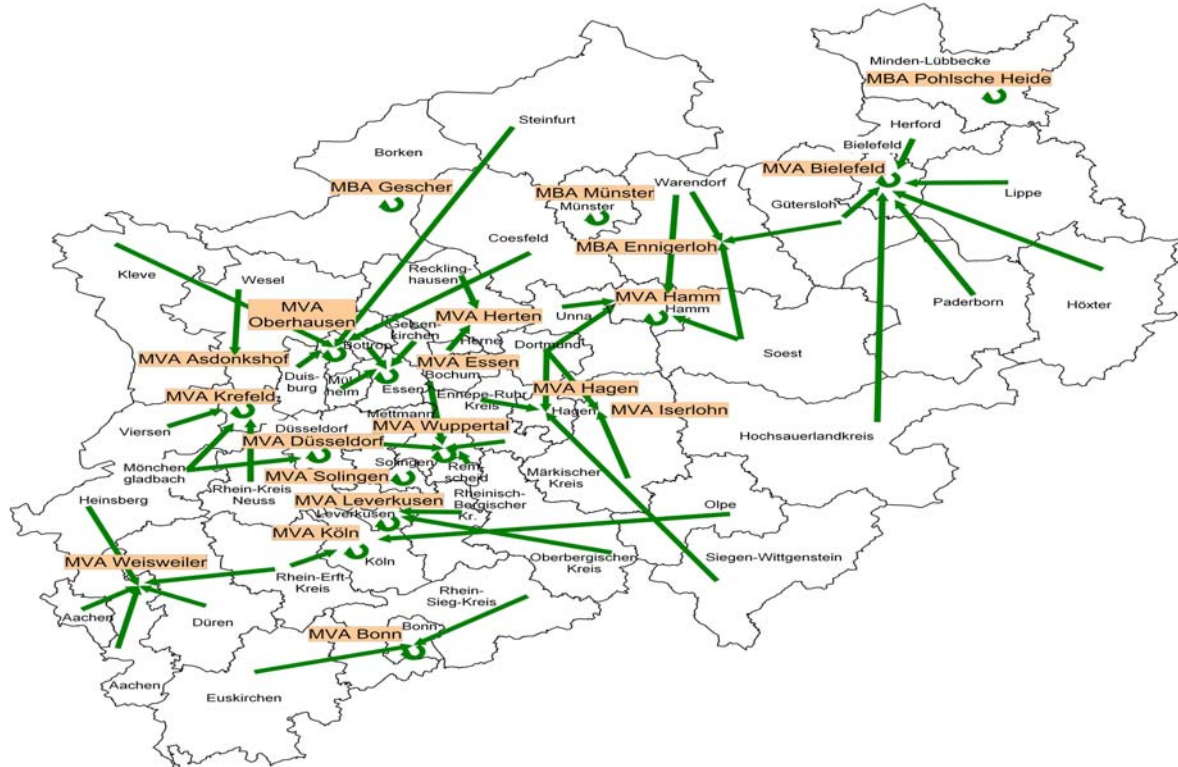 Minden-Lübbecke
MBA Pohlsche Heide
Steinfurt
Herford
Bielefeld
Borken
MVA Bielefeld
MBA Gescher
MBA Münster
Warendorf
Münster
Lippe
Gütersloh
Coesfeld
MBA Ennigerloh
Kleve
Wesel
Reckling-
hausen
MVA
Oberhausen
MVA Herten
Unna
MVA Hamm
Hamm
Paderborn
Höxter
Gelsen-
kirchen
Bottrop
Herne
Dortmund
Soest
MVA Asdonkshof
MVA Essen
Duis-
burg
Mül-
heim
Essen
Bochum
MVA Krefeld
Ennepe-Ruhr
Kreis
MVA Hagen
Hagen
MVA Iserlohn
Mettmann
Viersen
Düsseldorf
MVA Wuppertal
Hochsauerlandkreis
MVA Düsseldorf
Mönchen
gladbach
Solingen
Rem-
scheid
MVA Solingen
Märkischer
Kreis
Heinsberg
Rhein-Kreis
Neuss
MVA Leverkusen
Leverkusen
Rheinisch-
Bergischer
Kr.
Olpe
MVA Köln
Köln
Oberbergischer
Kreis
Siegen-Wittgenstein
MVA Weisweiler
Rhein-Erft-
Kreis
Rhein-
Sieg-Kreis
Aachen
Düren
MVA Bonn
Bonn
Aachen
Euskirchen